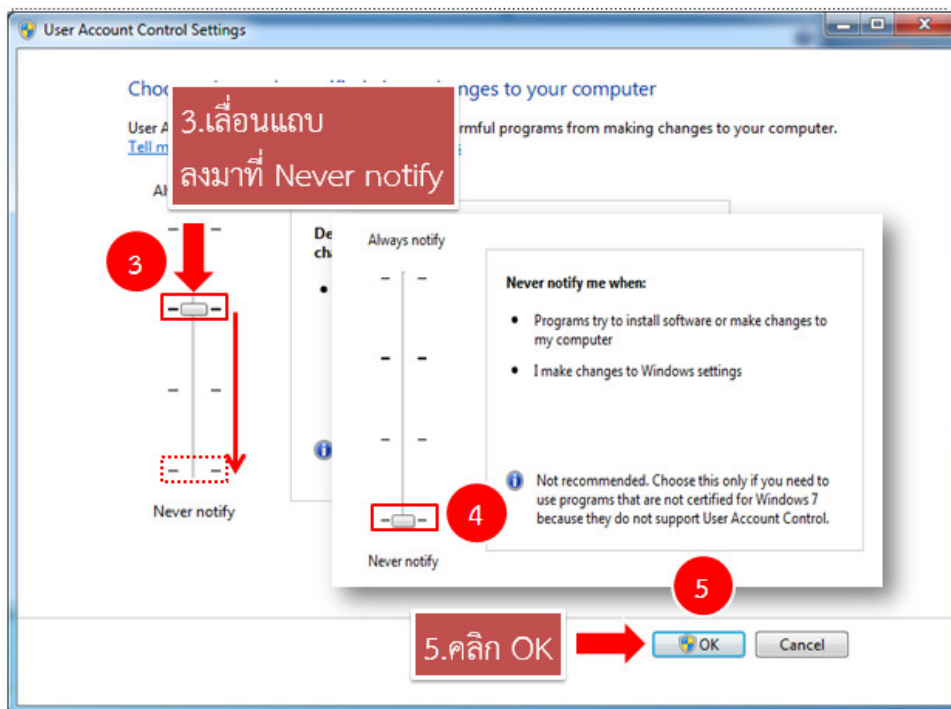 User Account Control Settings
nges to your computer
3.เลื่อนแถบ
ลงมาที่ Never notify
User
rmful programs from making changes to your computer.
Tell
3
De
Always notify
Never notify me when:
Programs try to install software or make changes to
my computer
I make changes to Windows settings
Not recommended. Choose this only if you need to
use programs that are not certified for Windows 7
because they do not support User Account Control.
4
Never notify
Never notify
5
5.คลิก OK
OK
Cancel